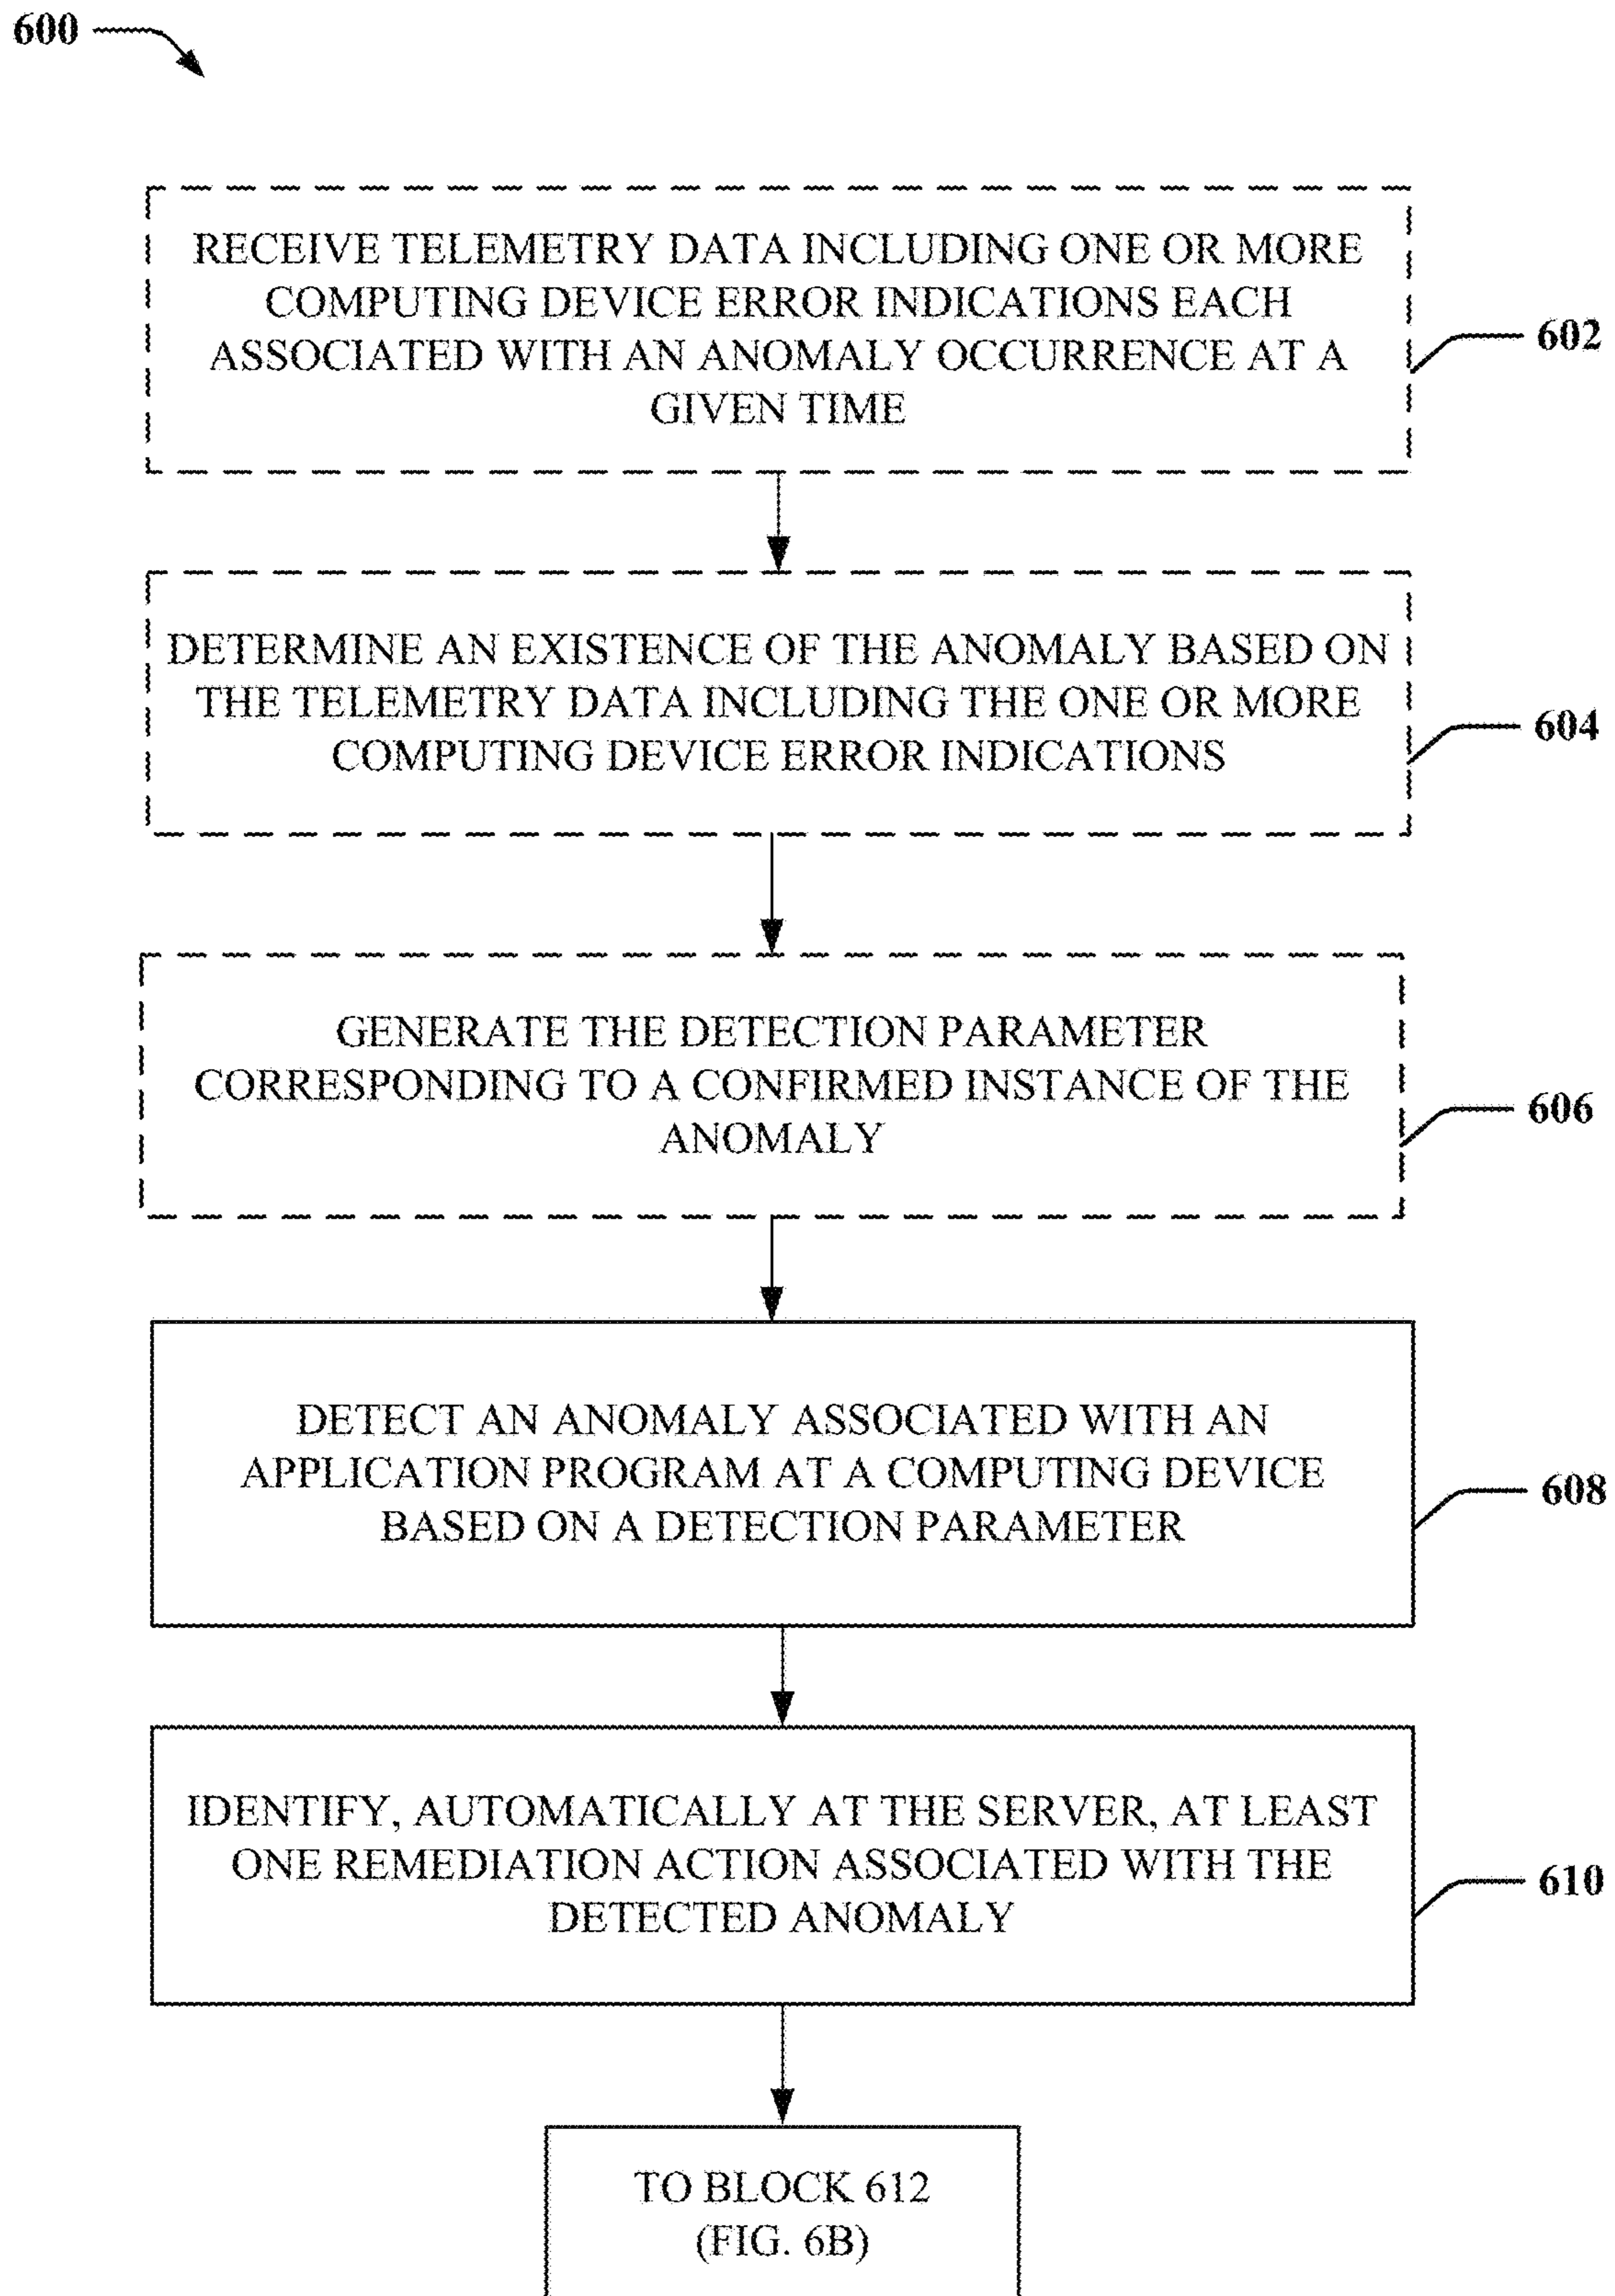 600
RECEIVE TELEMETRY DATA INCLUDING ONE OR MORE
COMPUTING DEVICE ERROR INDICATIONS EACH
ASSOCIATED WITH AN ANOMALY OCCURRENCE AT A
GIVEN TIME
602
DETERMINE AN EXISTENCE OF THE ANOMALY BASED ON
THE TELEMETRY DATA INCLUDING THE ONE OR MORE
COMPUTING DEVICE ERROR INDICATIONS
604
GENERATE THE DETECTION PARAMETER
CORRESPONDING TO A CONFIRMED INSTANCE OF THE
ANOMALY
606
DETECT AN ANOMALY ASSOCIATED WITH AN
APPLICATION PROGRAM AT A COMPUTING DEVICE
BASED ON A DETECTION PARAMETER
608
IDENTIFY, AUTOMATICALLY AT THE SERVER, AT LEAST
ONE REMEDIATION ACTION ASSOCIATED WITH THE
DETECTED ANOMALY
610
TO BLOCK 612
(FIG. 6B)